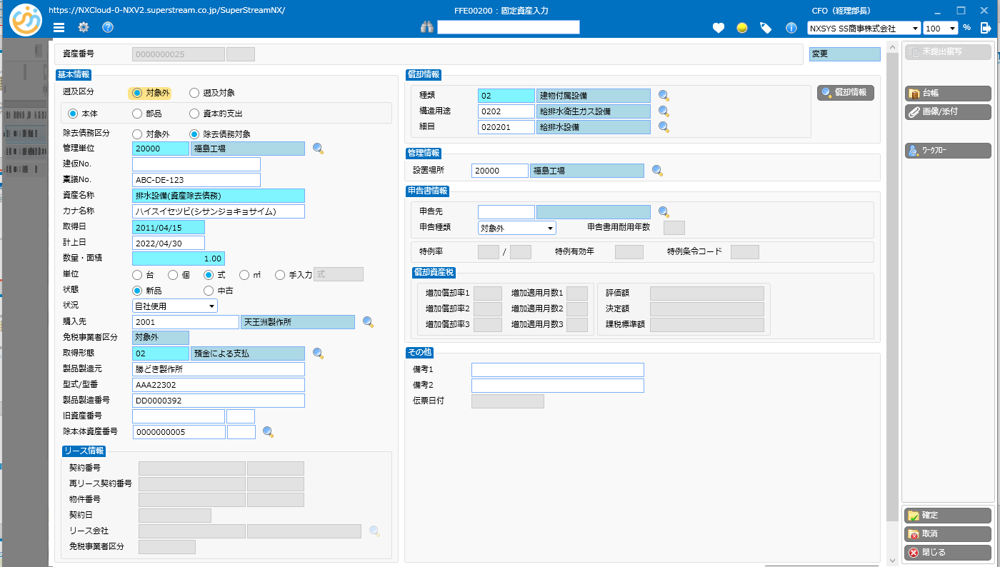 https://NXCloud-0-NXV2.superstream.co.jp/SuperStreamNX/
FFE00200：固定資産入力
CFO（経理部長）
NXSYS SS商事株式会社 100 %
資産番号 0000000025
変更
未提出複写
台帳
画像/添付
ﾜｰｸﾌﾛｰ
確定
取消
閉じる
基本情報
遡及区分 対象外 遡及対象
本体 部品 資本的支出
除去債務区分 対象外 除去債務対象
管理単位 20000 福島工場
建仮No.
稟議No. ABC-DE-123
資産名称 排水設備(資産除去債務)
カナ名称 ハイスイセツビ(シサンジョキョサイム)
取得日 2011/04/15
計上日 2022/04/30
数量・面積 1.00
単位 台 個 式 ㎡ 手入力 式
状態 新品 中古
状況 自社使用
購入先 2001 天王洲製作所
免税事業者区分 対象外
取得形態 02 預金による支払
製品製造元 勝どき製作所
型式/型番 AAA22302
製品製造番号 DD0000392
旧資産番号
除本体資産番号 0000000005
リース情報
契約番号
再リース契約番号
物件番号
契約日
リース会社
免税事業者区分
償却情報
種類 02 建物付属設備
償却情報
構造用途 0202 給排水衛生ガス設備
細目 020201 給排水設備
管理情報
設置場所 20000 福島工場
申告書情報
申告先
申告種類 対象外 申告書用耐用年数
特例率 / 特例有効年 特例条令コード
償却資産税
増加償却率1 増加適用月数1 評価額
増加償却率2 増加適用月数2 決定額
増加償却率3 増加適用月数3 課税標準額
その他
備考1
備考2
伝票日付